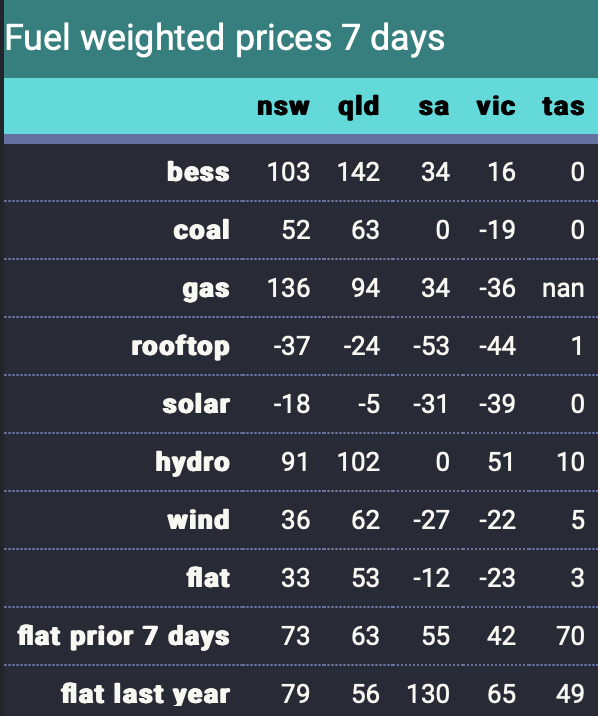 Fuel weighted prices 7 days
nsw qld sa vic tas
bess 103 142 34 16 0
coal 52 63 0 -19 0
gas 136 94 34 -36 nan
rooftop -37 -24 -53 -44 1
solar -18 -5 -31 -39 0
hydro 91 102 0 51 10
wind 36 62 -27 -22 5
flat 33 53 -12 -23 3
flat prior 7 days 73 63 55 42 70
flat last year 79 56 130 65 49